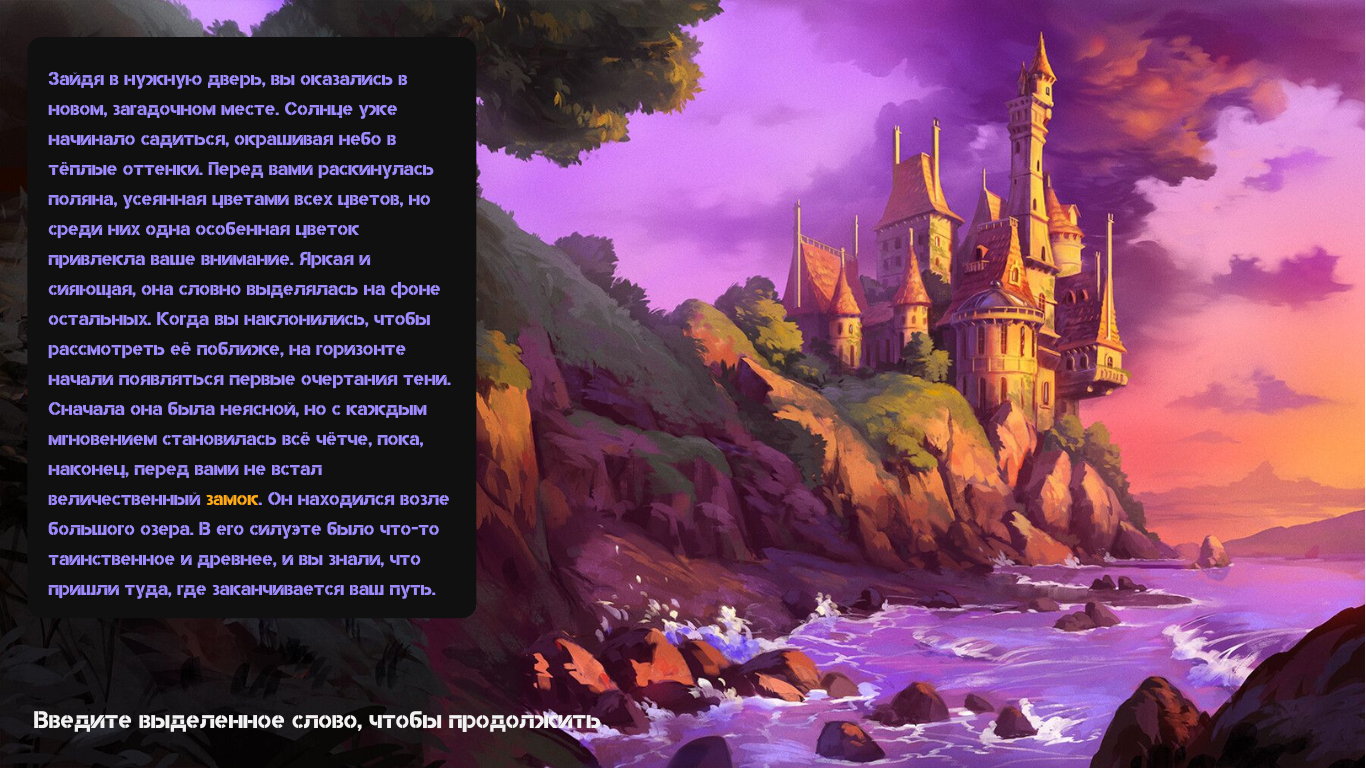 Зайдя в нужную дверь, вы оказались в
новом, загадочном месте. Солнце уже
начинало садиться, окрашивая небо в
тёплые оттенки. Перед вами раскинулась
поляна, усеянная цветами всех цветов, но
среди них одна особенная цветок
привлекла ваше внимание. Яркая и
сияющая, она словно выделялась на фоне
остальных. Когда вы наклонились, чтобы
рассмотреть её поближе, на горизонте
начали появляться первые очертания тени.
Сначала она была неясной, но с каждым
мгновением становилась всё чётче, пока,
наконец, перед вами не встал
величественный замок. Он находился возле
большого озера. В его силуэте было что-то
таинственное и древнее, и вы знали, что
пришли туда, где заканчивается ваш путь.
Введите выделенное слово, чтобы продолжить